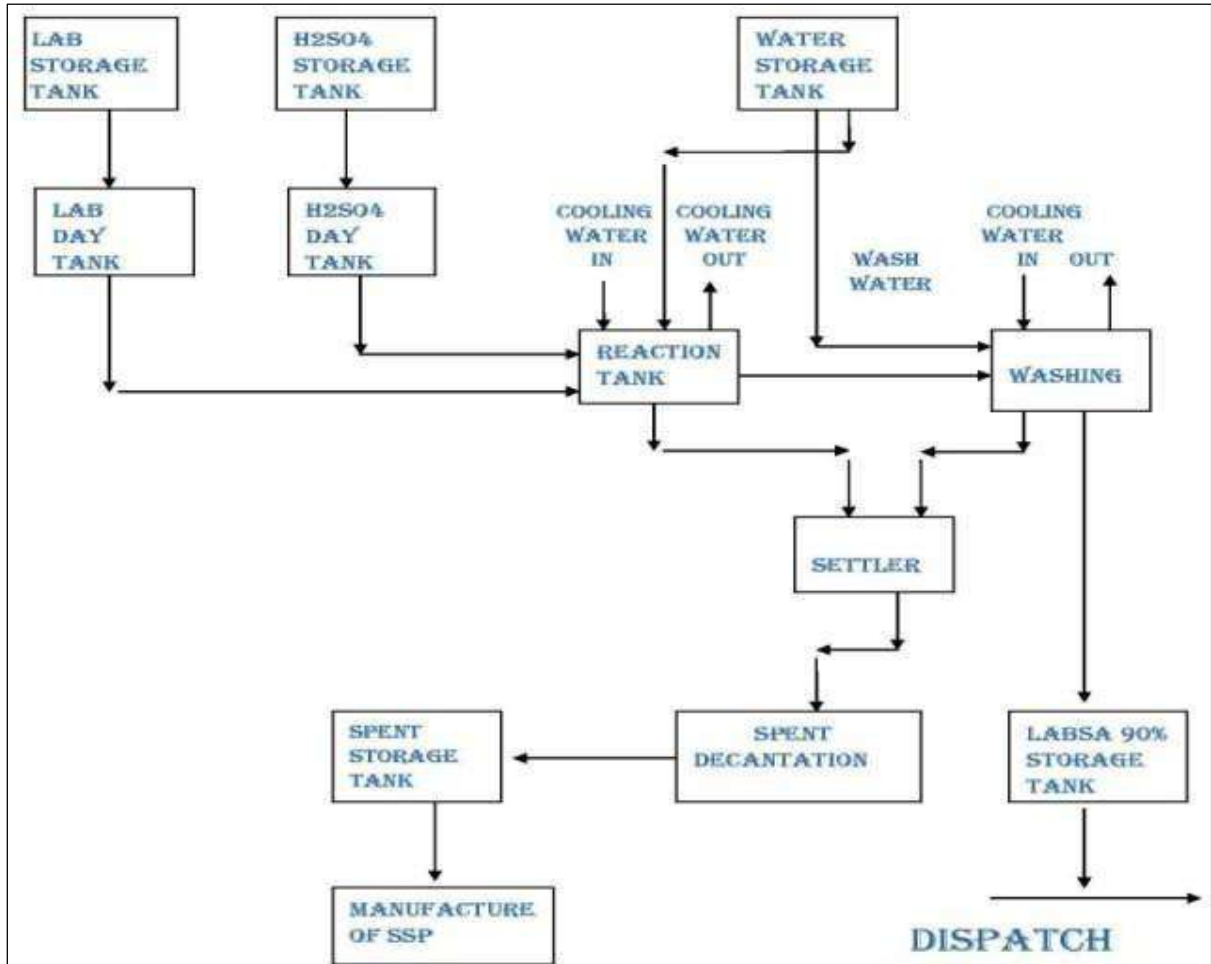 LAB
STORAGE
TANK
H2SO4
STORAGE
TANK
WATER
STORAGE
TANK
LAB
DAY
TANK
H2SO4
DAY
TANK
COOLING
WATER
IN
COOLING
WATER
OUT
WASH
WATER
COOLING
WATER
IN OUT
REACTION
TANK
WASHING
SETTLER
SPENT
STORAGE
TANK
SPENT
DECANTATION
LABSA 90%
STORAGE
TANK
MANUFACTURE
OF SSP
DISPATCH